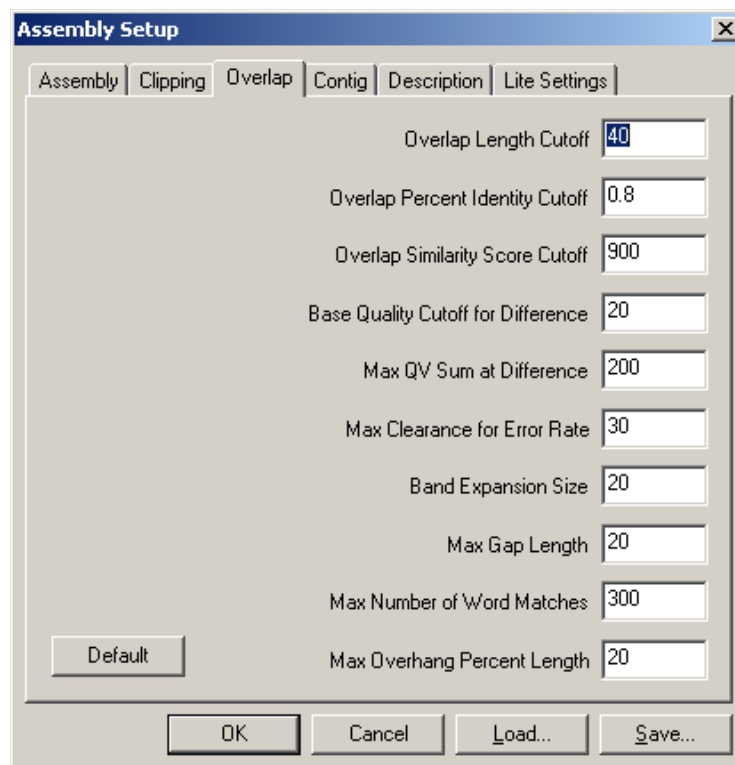 Assembly Setup
Assembly Clipping Overlap Contig Description Lite Settings
Overlap Length Cutoff 40
Overlap Percent Identity Cutoff 0.8
Overlap Similarity Score Cutoff 900
Base Quality Cutoff for Difference 20
Max QV Sum at Difference 200
Max Clearance for Error Rate 30
Band Expansion Size 20
Max Gap Length 20
Max Number of Word Matches 300
Default Max Overhang Percent Length 20
OK Cancel Load... Save...